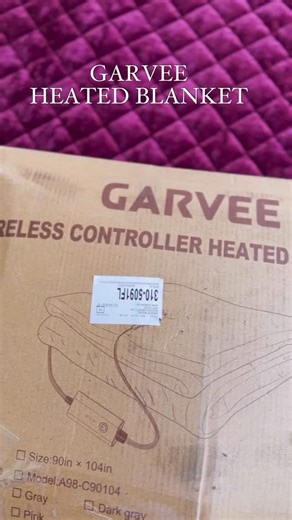 GARVEE
HEATED BLANKET
GARVEE
RELESS CONTROLLER HEATED
310-5091FL
Size:90in × 104in
Model.A98-C90104
Gray
Dark gray
Pink